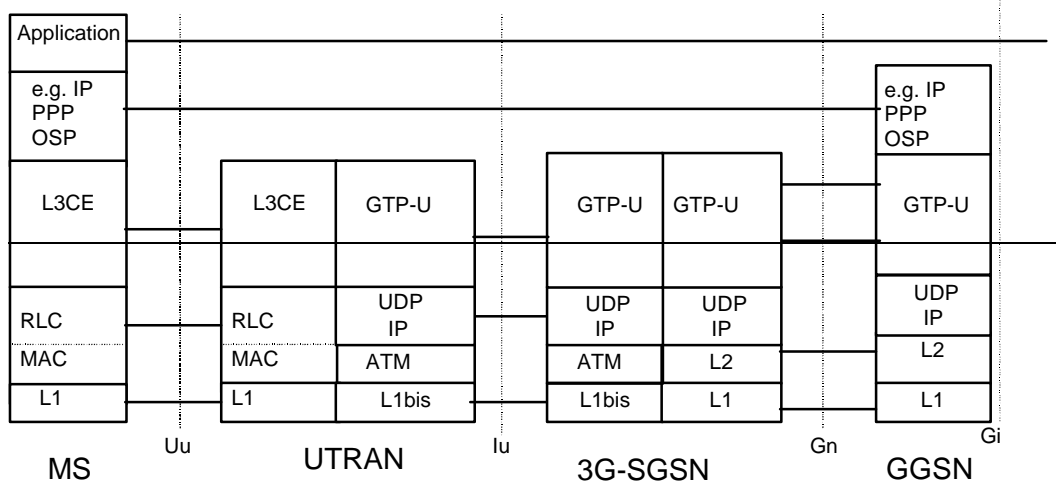 Application
e.g. IP
PPP
OSP
e.g. IP
PPP
OSP
L3CE
L3CE
GTP-U
GTP-U
GTP-U
GTP-U
RLC
RLC
UDP
IP
UDP
IP
UDP
IP
UDP
IP
MAC
MAC
ATM
ATM
L2
L2
L1
L1
L1bis
L1bis
L1
L1
Uu
Iu
Gn
Gi
MS
UTRAN
3G-SGSN
GGSN